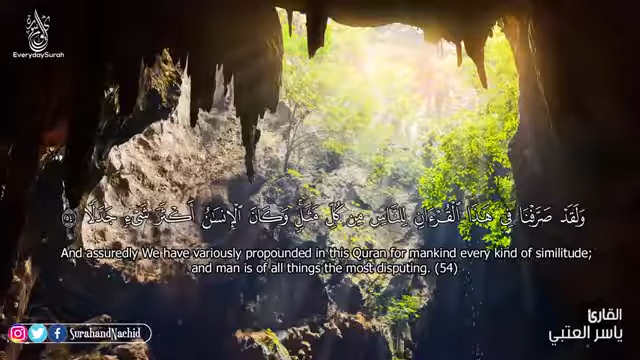 EverydaySurah
وَلَقَدْ صَرَّفْنَا فِي هَٰذَا ٱلْقُرْءَانِ لِلنَّاسِ مِن كُلِّ مَثَلٍۢ ۚ وَكَانَ ٱلْإِنسَٰنُ أَكْثَرَ شَىْءٍۢ جَدَلًۭا ﴿٥٤﴾
And assuredly We have variously propounded in this Quran for mankind every kind of similitude;
and man is of all things the most disputing. (54)
القارئ
ياسر العتبي
SurahandNachid